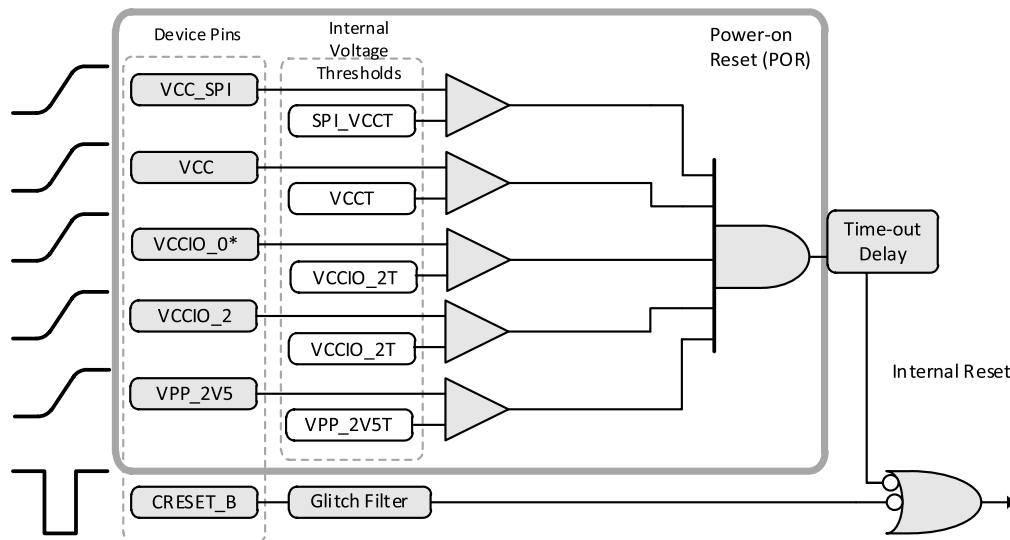 Device Pins
Internal
Voltage
Thresholds
Power-on
Reset (POR)
VCC_SPI
SPI_VCCT
VCC
VCCT
VCCIO_0*
VCCIO_2T
Time-out
Delay
VCCIO_2
VCCIO_2T
VPP_2V5
VPP_2V5T
Internal Reset
CRESET_B
Glitch Filter